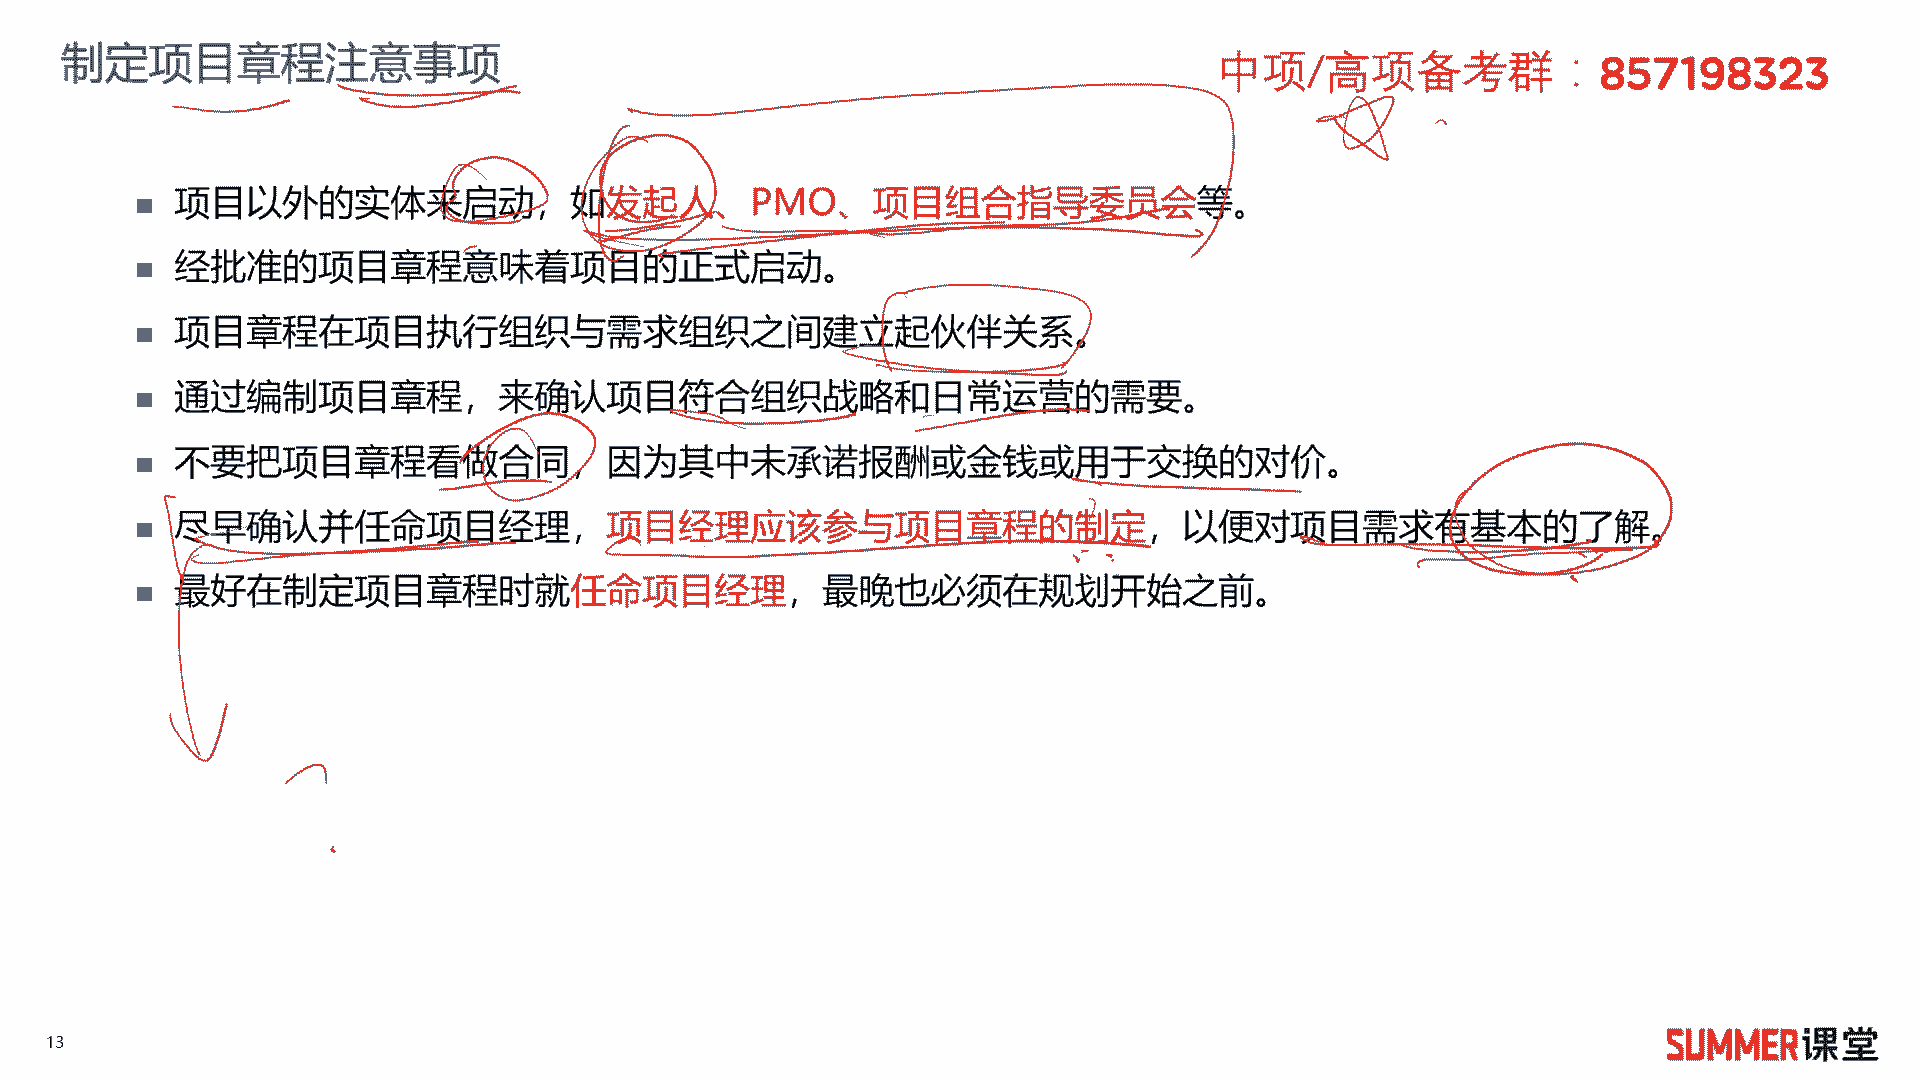 制定项目章程注意事项
中项/高项备考群：857198323
■ 项目以外的实体来启动，如发起人、PMO、项目组合指导委员会等。
■ 经批准的项目章程意味着项目的正式启动。
■ 项目章程在项目执行组织与需求组织之间建立起伙伴关系。
■ 通过编制项目章程，来确认项目符合组织战略和日常运营的需要。
■ 不要把项目章程看做合同，因为其中未承诺报酬或金钱或用于交换的对价。
■ 尽早确认并任命项目经理，项目经理应该参与项目章程的制定，以便对项目需求有基本的了解。
■ 最好在制定项目章程时就任命项目经理，最晚也必须在规划开始之前。
13
SUMMER课堂